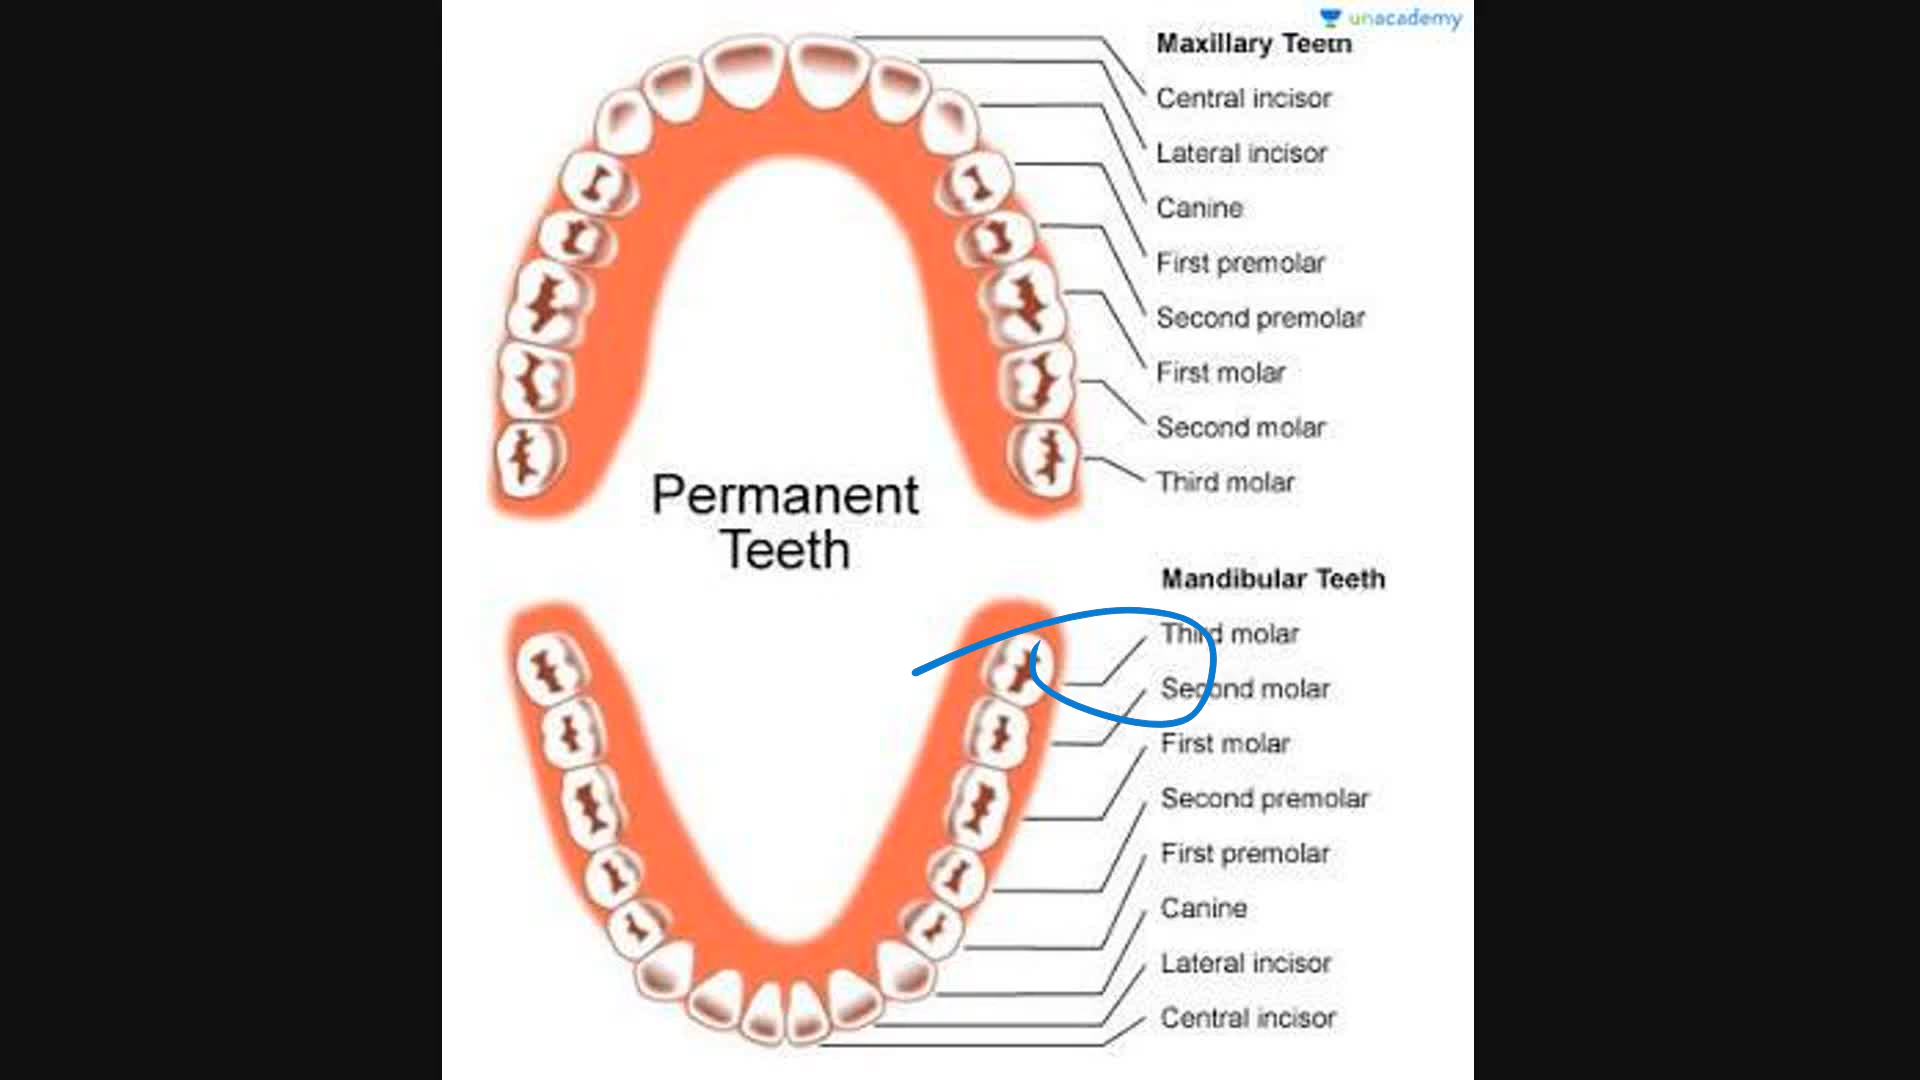 unacademy
Maxillary Teeth
Central incisor
Lateral incisor
Canine
First premolar
Second premolar
First molar
Second molar
Third molar
Permanent
Teeth
Mandibular Teeth
Third molar
Second molar
First molar
Second premolar
First premolar
Canine
Lateral incisor
Central incisor